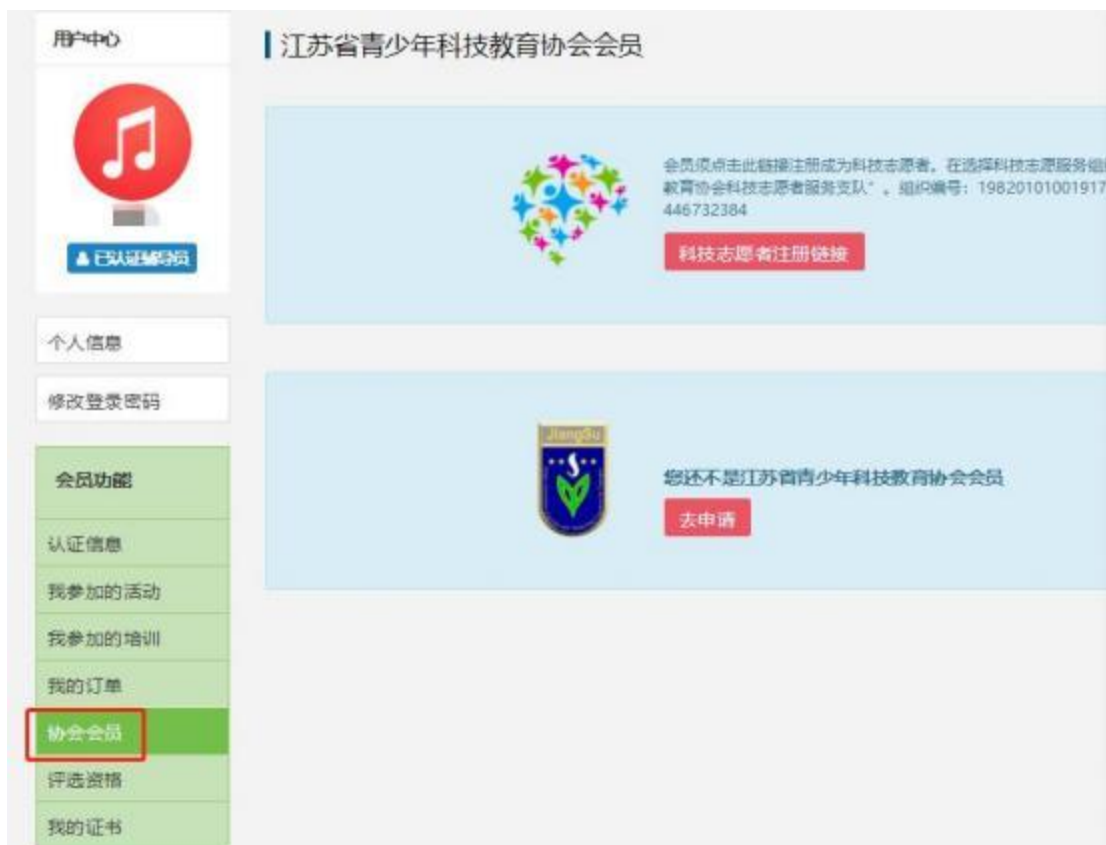 用户中心
已认证辅导员
个人信息
修改登录密码
会员功能
认证信息
我参加的活动
我参加的培训
我的订单
协会会员
评选资格
我的证书
江苏省青少年科技教育协会会员
会员须点击此链接注册成为科技志愿者。在选择科技志愿服务组
教育协会科技志愿者服务支队"。组织编号：19820101001917
446732384
科技志愿者注册链接
JiangSu
您还不是江苏省青少年科技教育协会会员
去申请